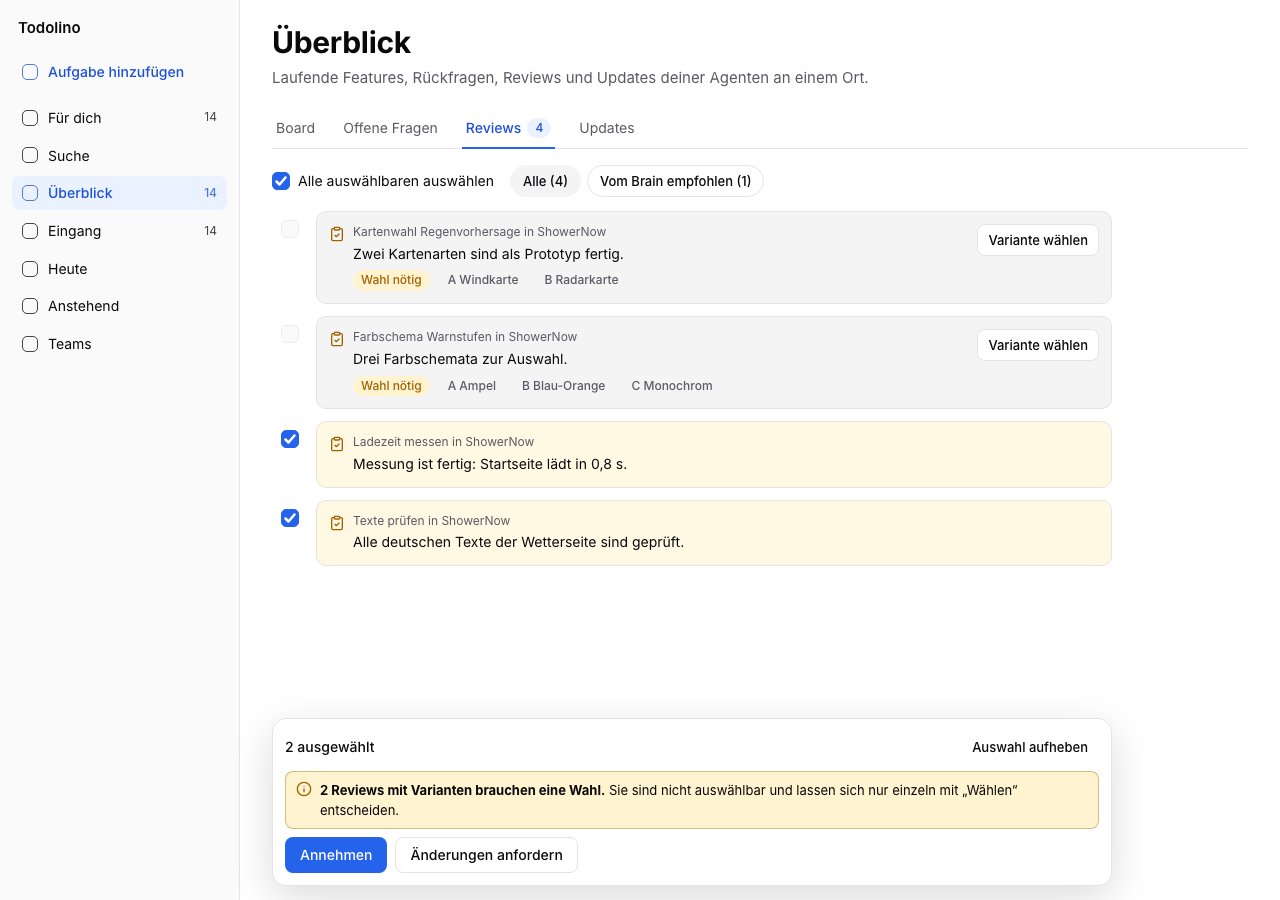 Todolino
Aufgabe hinzufügen
Für dich 14
Suche
Überblick 14
Eingang 14
Heute
Anstehend
Teams
Überblick
Laufende Features, Rückfragen, Reviews und Updates deiner Agenten an einem Ort.
Board Offene Fragen Reviews 4 Updates
Alle auswählbaren auswählen Alle (4) Vom Brain empfohlen (1)
Kartenwahl Regenvorhersage in ShowerNow
Zwei Kartenarten sind als Prototyp fertig.
Variante wählen
Wahl nötig A Windkarte B Radarkarte
Farbschema Warnstufen in ShowerNow
Drei Farbschemata zur Auswahl.
Variante wählen
Wahl nötig A Ampel B Blau-Orange C Monochrom
Ladezeit messen in ShowerNow
Messung ist fertig: Startseite lädt in 0,8 s.
Texte prüfen in ShowerNow
Alle deutschen Texte der Wetterseite sind geprüft.
2 ausgewählt Auswahl aufheben
2 Reviews mit Varianten brauchen eine Wahl. Sie sind nicht auswählbar und lassen sich nur einzeln mit „Wählen“
entscheiden.
Annehmen Änderungen anfordern